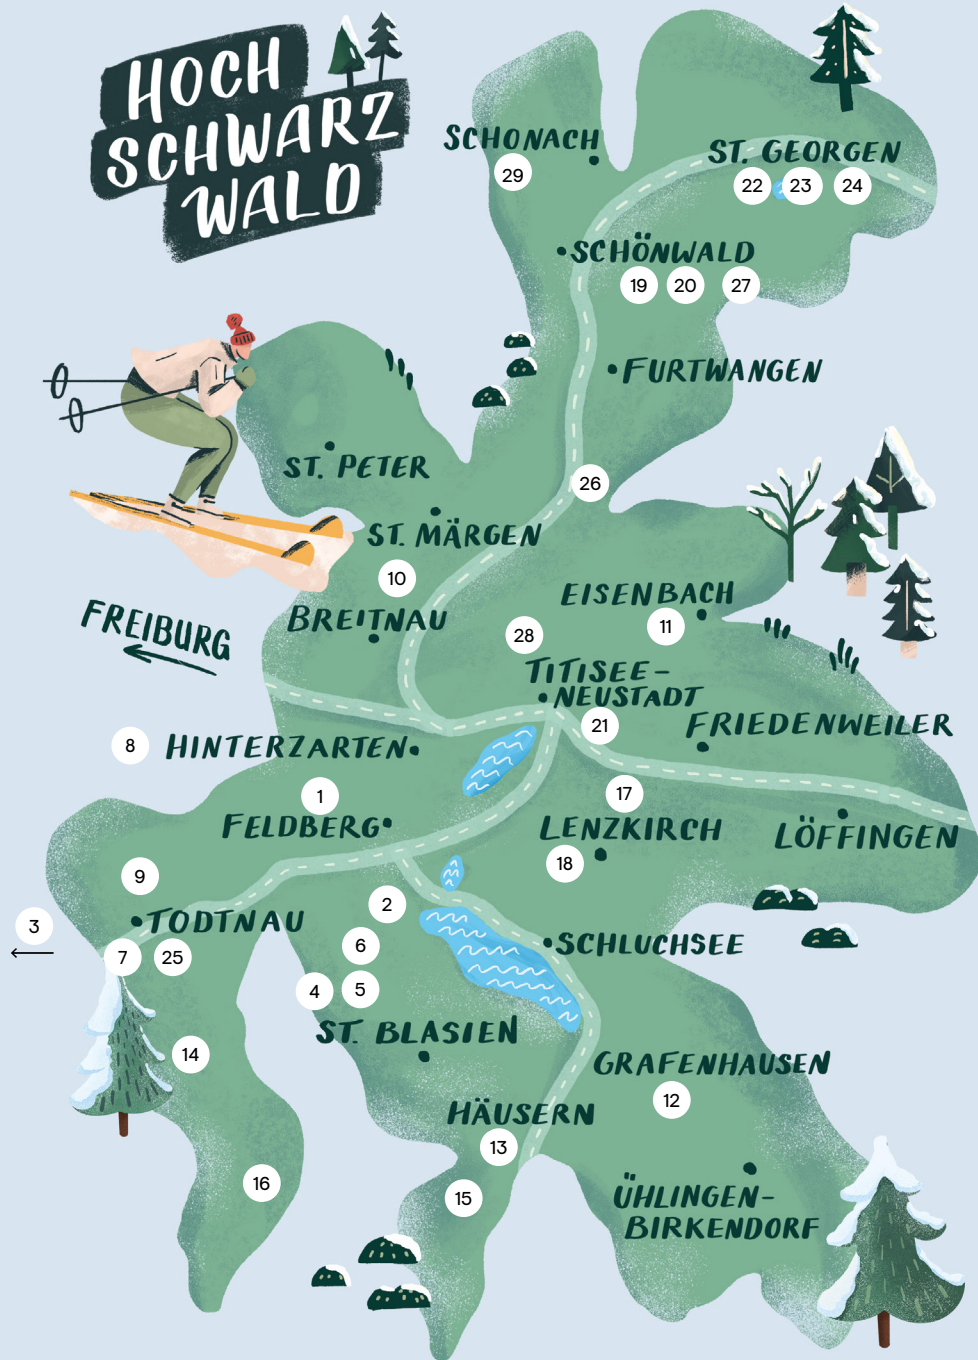 HOCH
SCHWARZ
WALD
SCHONACH
29
ST. GEORGEN
22 23 24
SCHÖNWALD
19 20 27
FURTWANGEN
ST. PETER
26
ST. MÄRGEN
10
EISENBACH
11
BREITNAU
FREIBURG
28
TITISEE-
NEUSTADT
21
FRIEDENWEILER
8
HINTERZARTEN
1
17
FELDBERG
LENZKIRCH
LÖFFINGEN
18
9
2
3
TODTNAU
7 25
6
SCHLUCHSEE
4 5
ST. BLASIEN
14
GRAFENHAUSEN
12
HÄUSERN
13
16
15
ÜHLINGEN-
BIRKENDORF